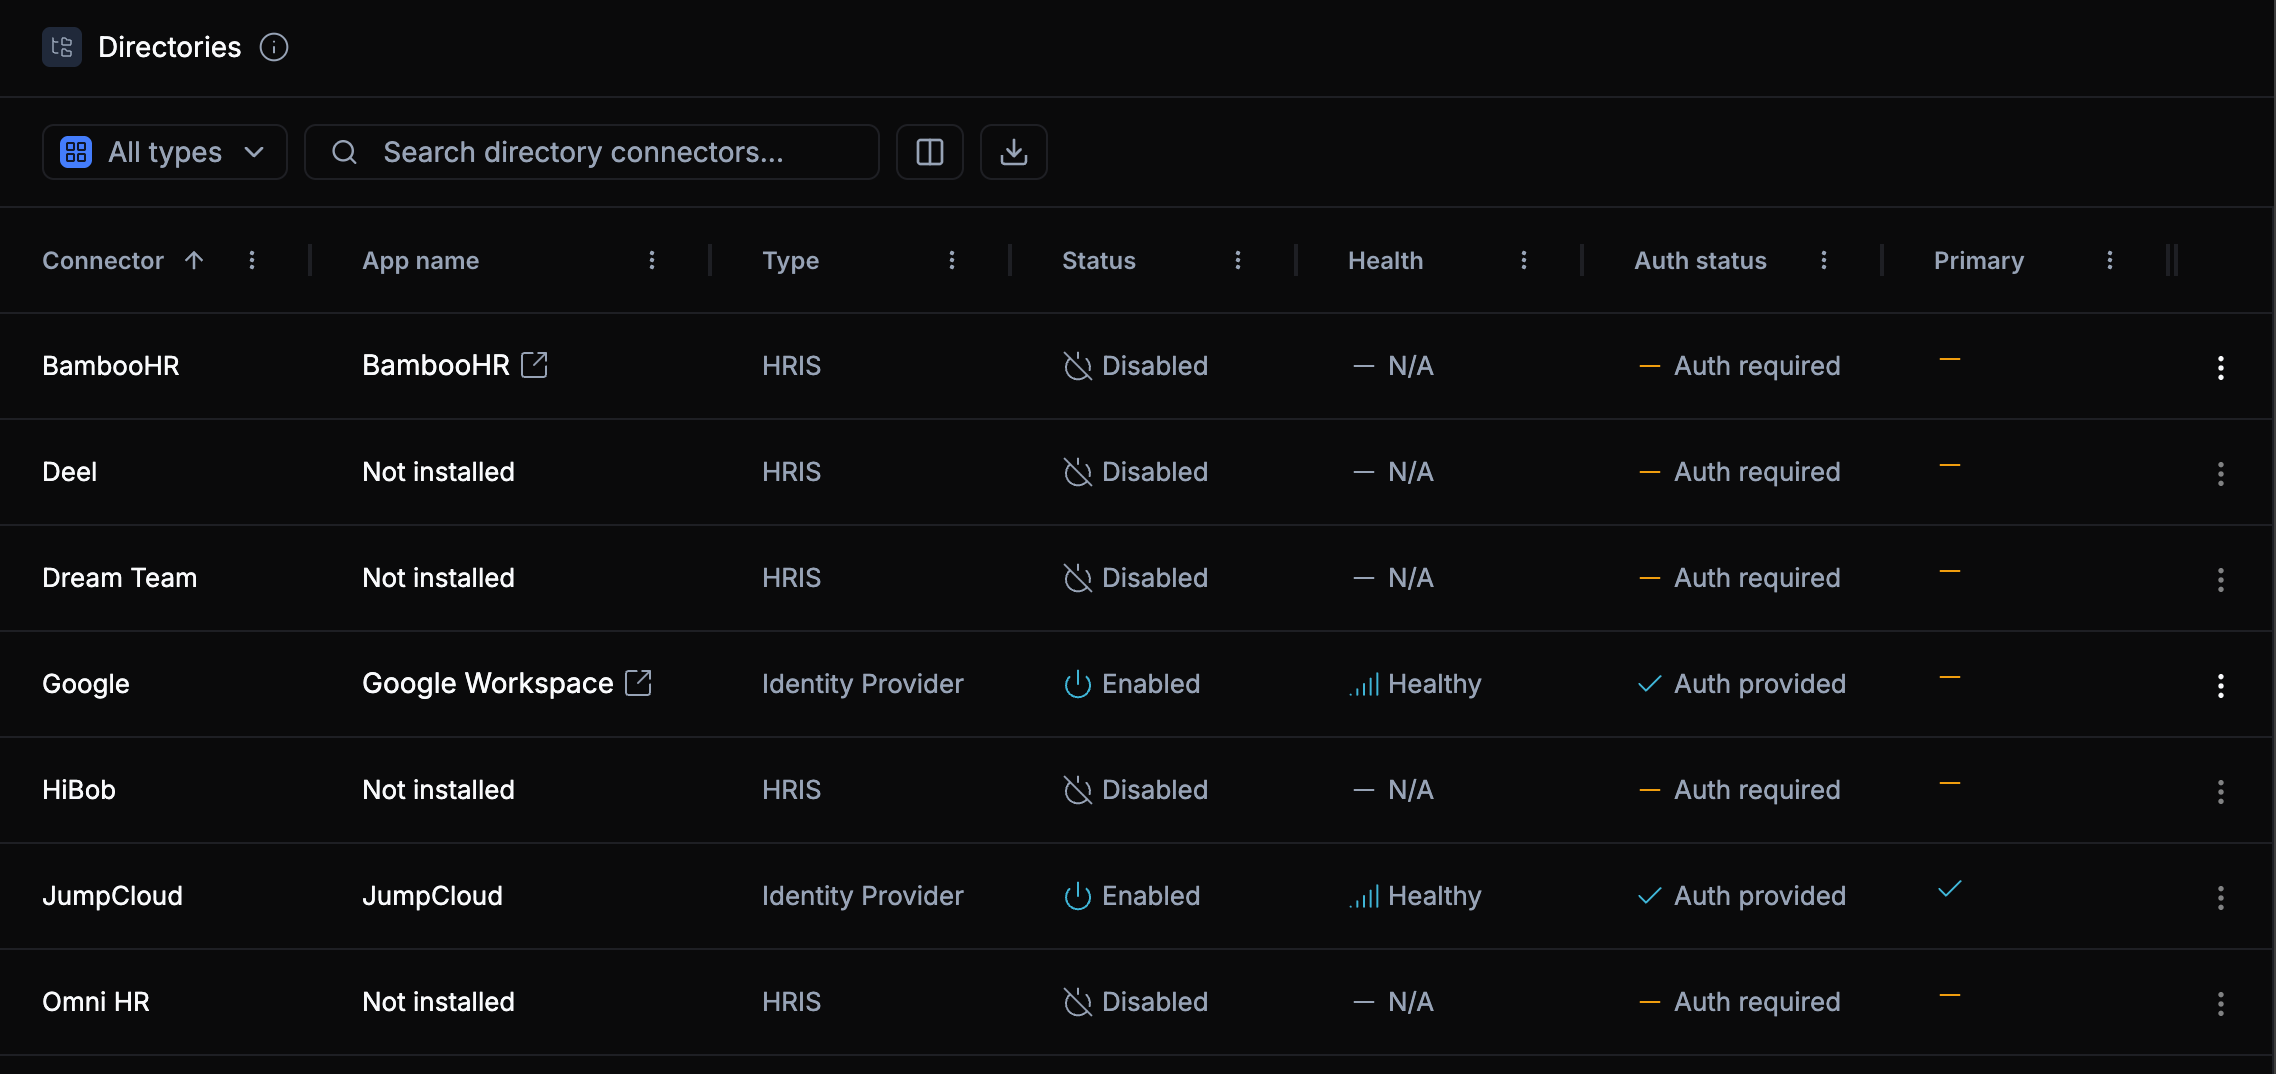 Directories
All types
Search directory connectors...
Connector App name Type Status Health Auth status Primary
BambooHR BambooHR HRIS Disabled N/A Auth required
Deel Not installed HRIS Disabled N/A Auth required
Dream Team Not installed HRIS Disabled N/A Auth required
Google Google Workspace Identity Provider Enabled Healthy Auth provided
HiBob Not installed HRIS Disabled N/A Auth required
JumpCloud JumpCloud Identity Provider Enabled Healthy Auth provided
Omni HR Not installed HRIS Disabled N/A Auth required